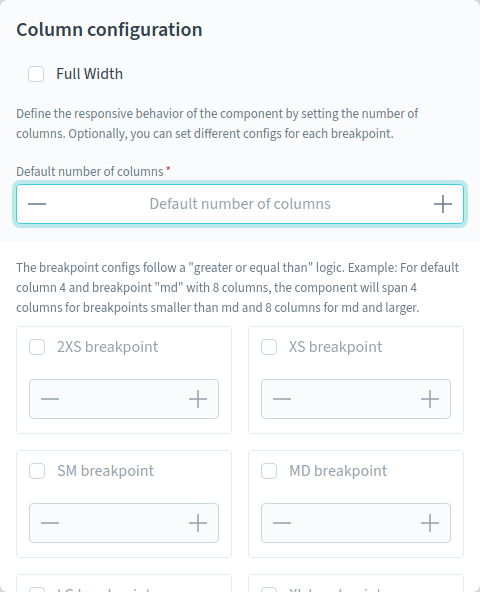 Column configuration
Full Width
Define the responsive behavior of the component by setting the number of
columns. Optionally, you can set different configs for each breakpoint.
Default number of columns *
Default number of columns
The breakpoint configs follow a "greater or equal than" logic. Example: For default
column 4 and breakpoint "md" with 8 columns, the component will span 4
columns for breakpoints smaller than md and 8 columns for md and larger.
2XS breakpoint
XS breakpoint
SM breakpoint
MD breakpoint